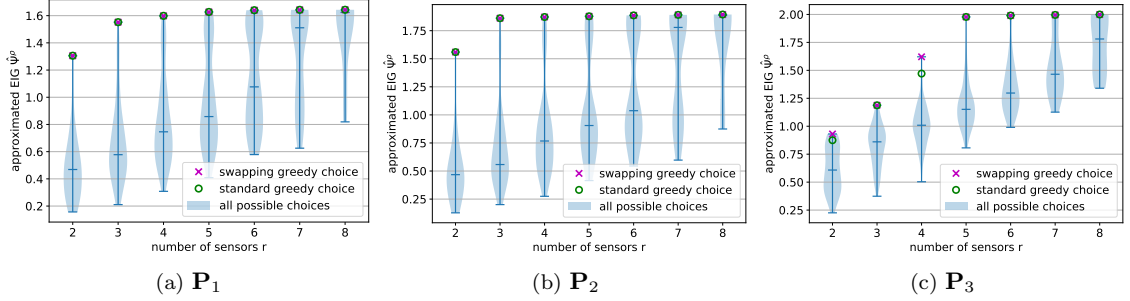 approximated EIG Ψ̂ρ
1.6
1.4
1.2
1.0
0.8
0.6
0.4
0.2
swapping greedy choice
standard greedy choice
all possible choices
2 3 4 5 6 7 8
number of sensors r
(a) P1
approximated EIG Ψ̂ρ
1.75
1.50
1.25
1.00
0.75
0.50
0.25
swapping greedy choice
standard greedy choice
all possible choices
2 3 4 5 6 7 8
number of sensors r
(b) P2
approximated EIG Ψ̂ρ
2.00
1.75
1.50
1.25
1.00
0.75
0.50
0.25
swapping greedy choice
standard greedy choice
all possible choices
2 3 4 5 6 7 8
number of sensors r
(c) P3